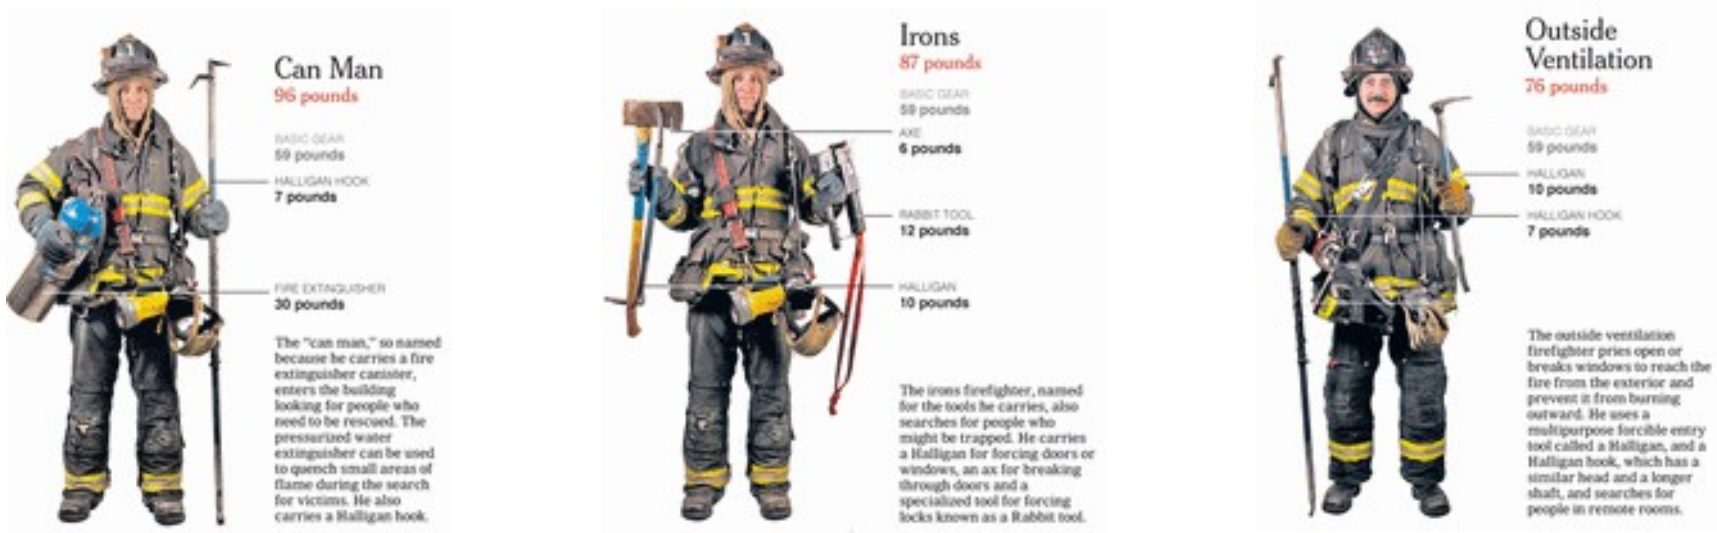 Can Man
96 pounds
BASIC GEAR
59 pounds
HALLIGAN HOOK
7 pounds
FIRE EXTINGUISHER
30 pounds
The "can man," so named
because he carries a fire
extinguisher canister,
enters the building
looking for people who
need to be rescued. The
pressurized water
extinguisher can be used
to quench small areas of
flame during the search
for victims. He also
carries a Halligan hook.
Irons
87 pounds
BASIC GEAR
59 pounds
AXE
6 pounds
RABBIT TOOL
12 pounds
HALLIGAN
10 pounds
The irons firefighter, named
for the tools he carries, also
searches for people who
might be trapped. He carries
a Halligan for forcing doors or
windows, an ax for breaking
through doors and a
specialized tool for forcing
locks known as a Rabbit tool.
Outside
Ventilation
76 pounds
BASIC GEAR
59 pounds
HALLIGAN
10 pounds
HALLIGAN HOOK
7 pounds
The outside ventilation
firefighter pries open or
breaks windows to reach the
fire from the exterior and
prevent it from burning
outward. He uses a
multipurpose forcible entry
tool called a Halligan, and a
Halligan hook, which has a
similar head and a longer
shaft, and searches for
people in remote rooms.